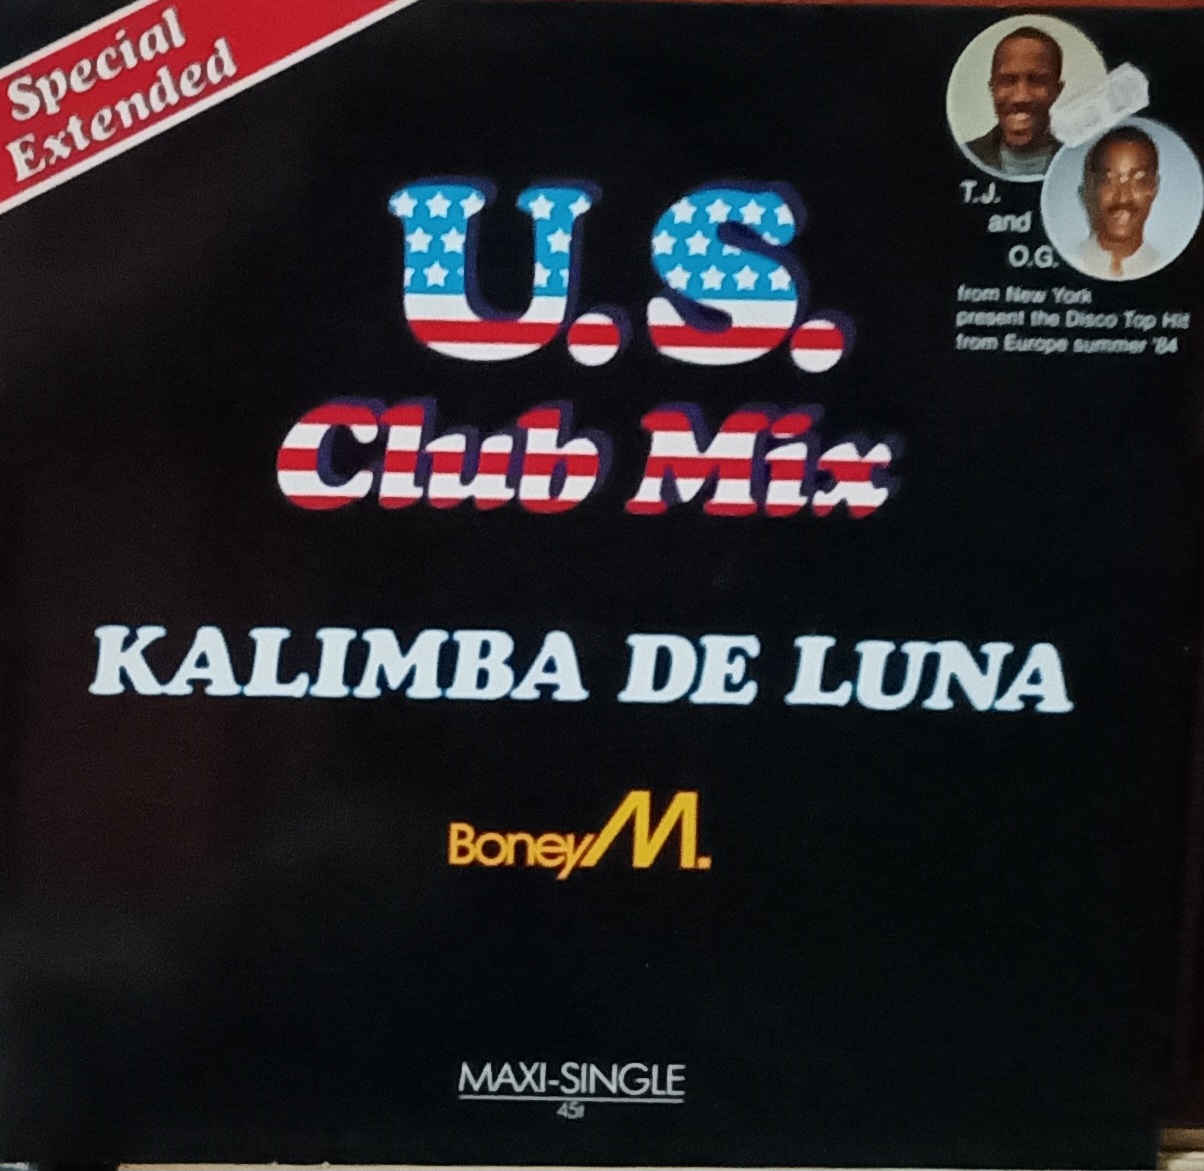 Special
Extended
T.J.
and
O.G.
from New York
present the Disco Top Hit
from Europe summer '84
U.S.
Club Mix
KALIMBA DE LUNA
Boney M.
MAXI-SINGLE